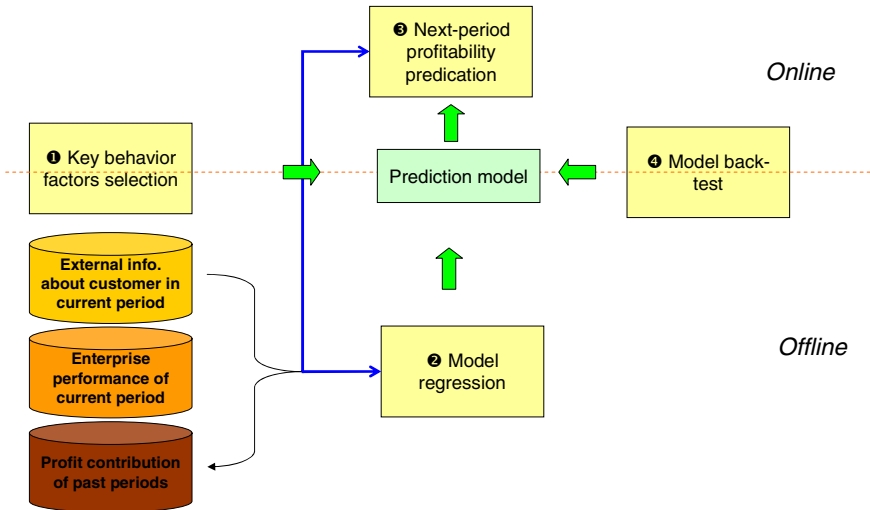 ❸ Next-period
profitability
predication
Online
❶ Key behavior
factors selection
Prediction model
❹ Model back-
test
External info.
about customer in
current period
Enterprise
performance of
current period
❷ Model
regression
Offline
Profit contribution
of past periods